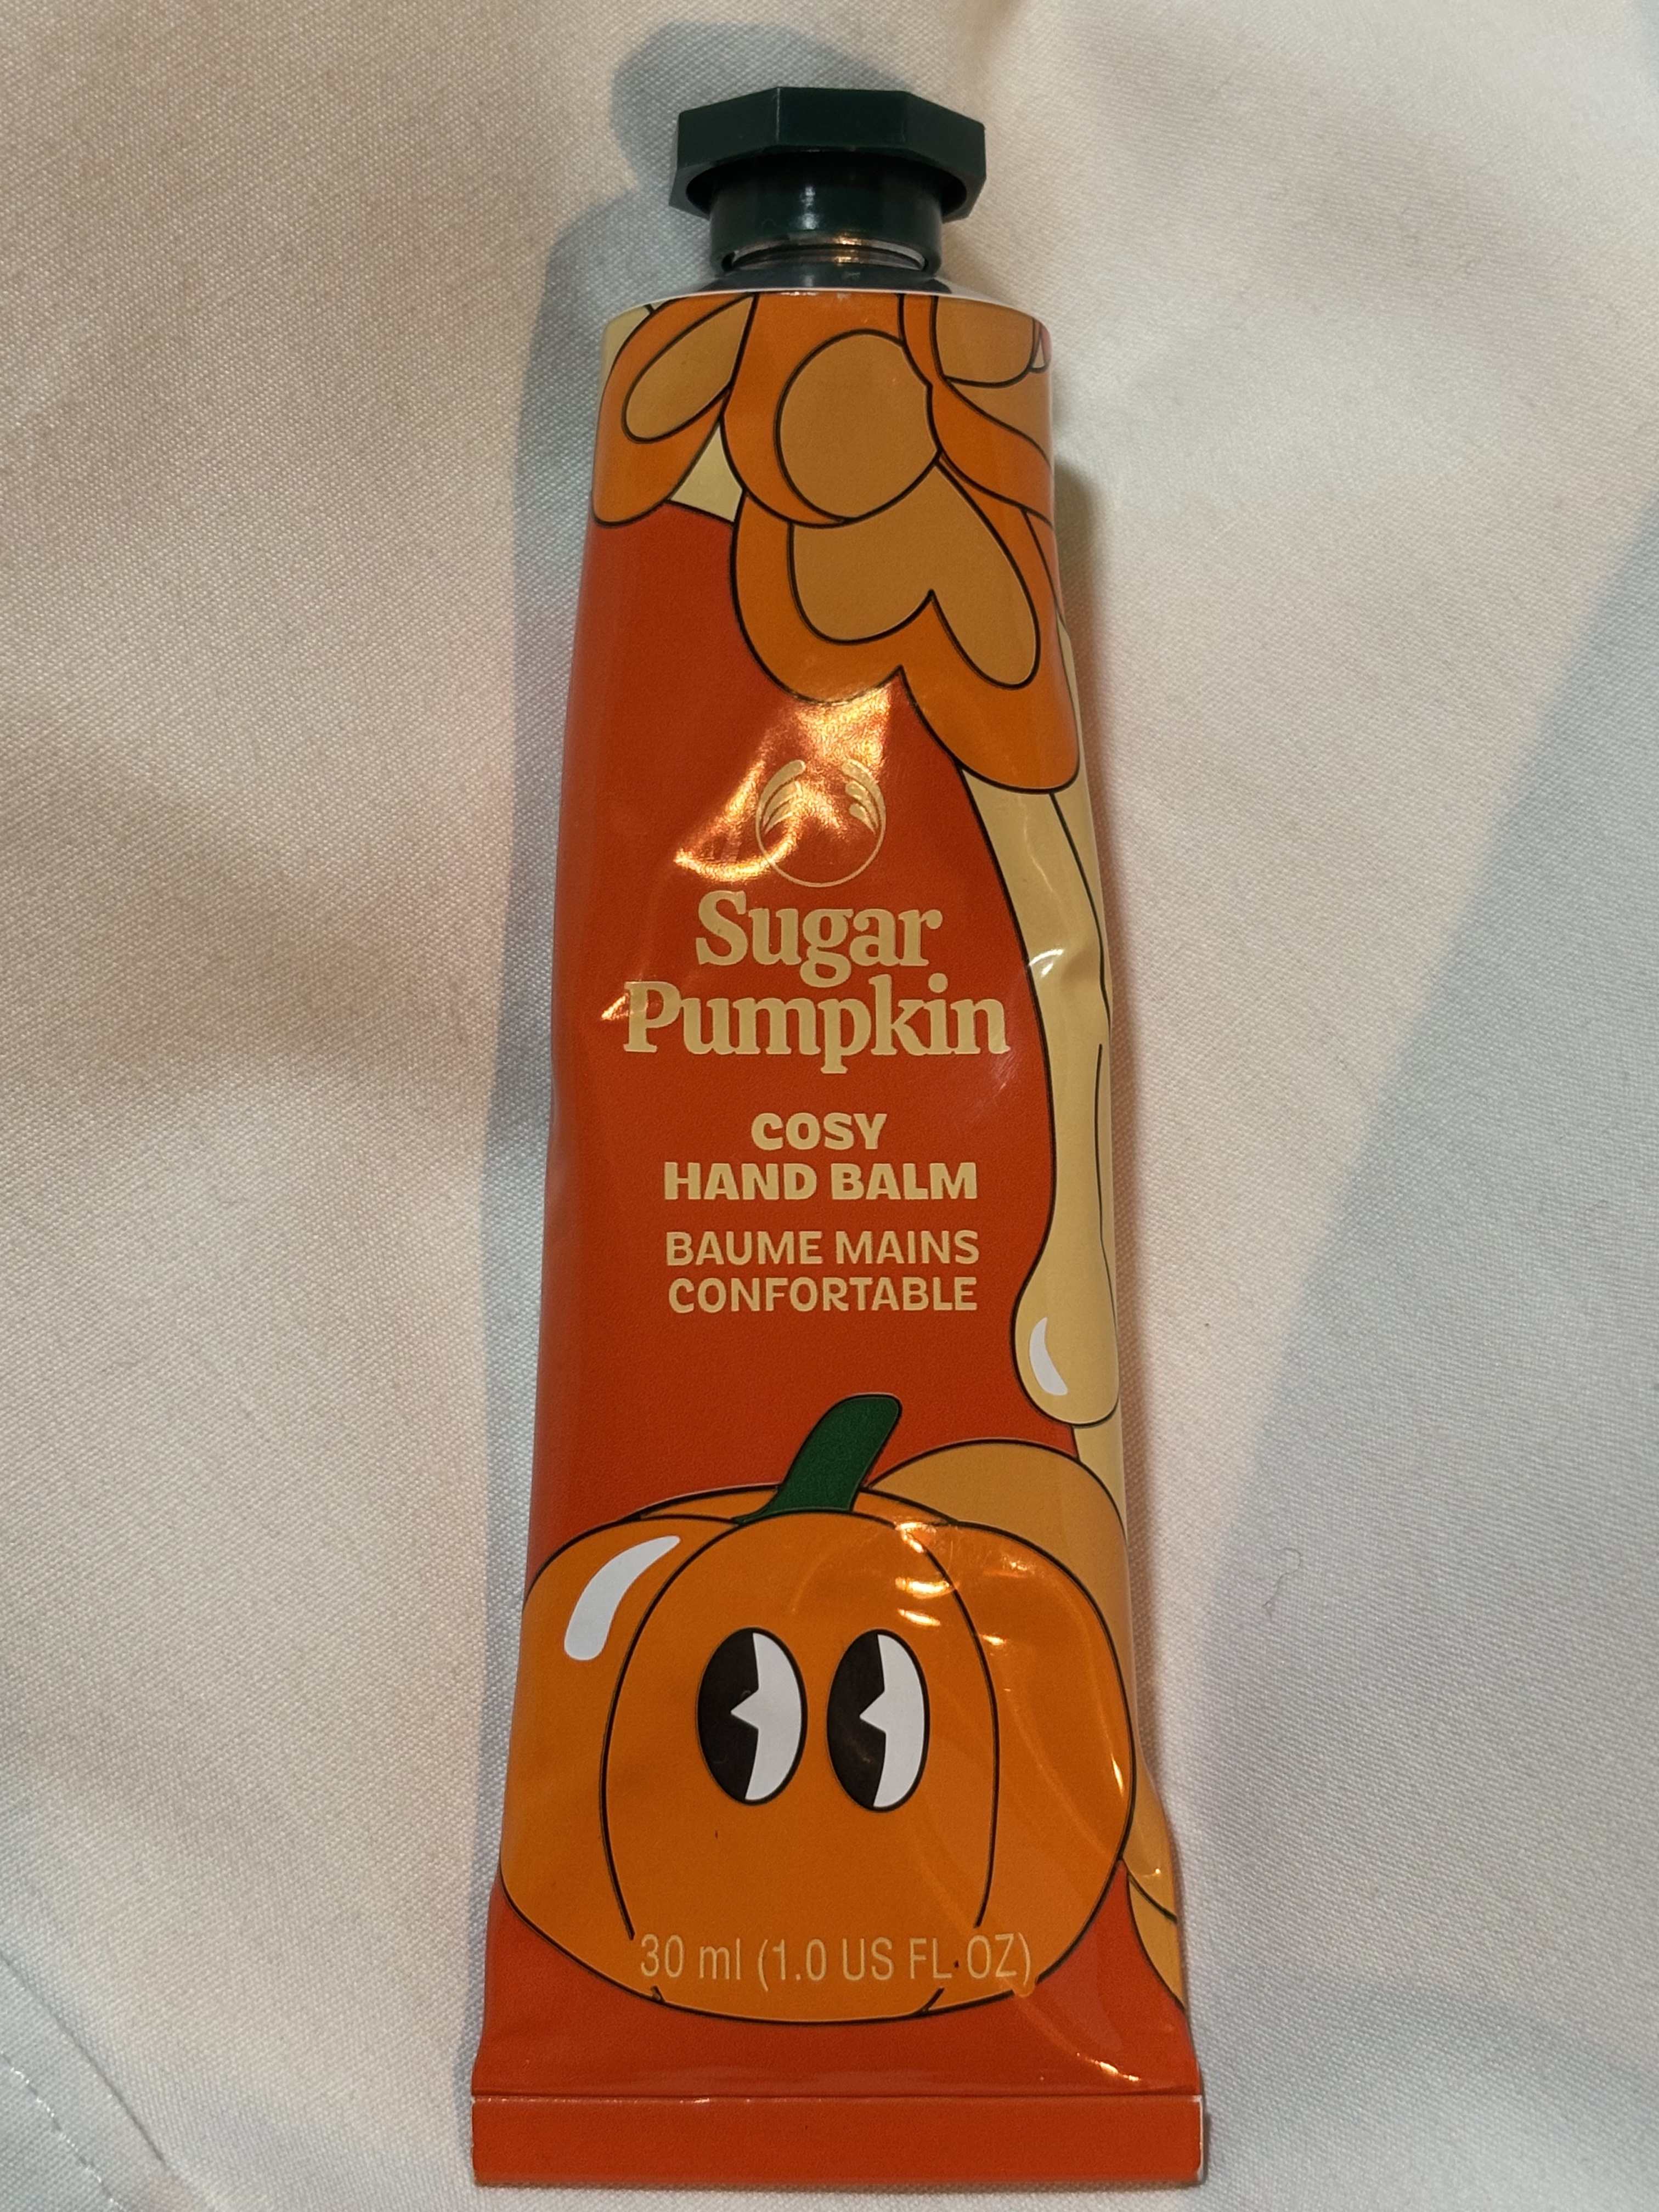 Sugar
Pumpkin
COSY
HAND BALM
BAUME MAINS
CONFORTABLE
30 ml (1.0 US FL OZ)